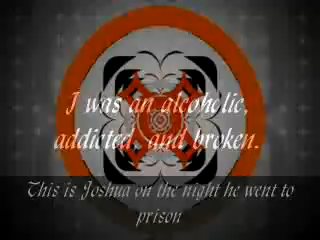 I was an alcoholic,
addicted, and broken.
This is Joshua on the night he went to
prison